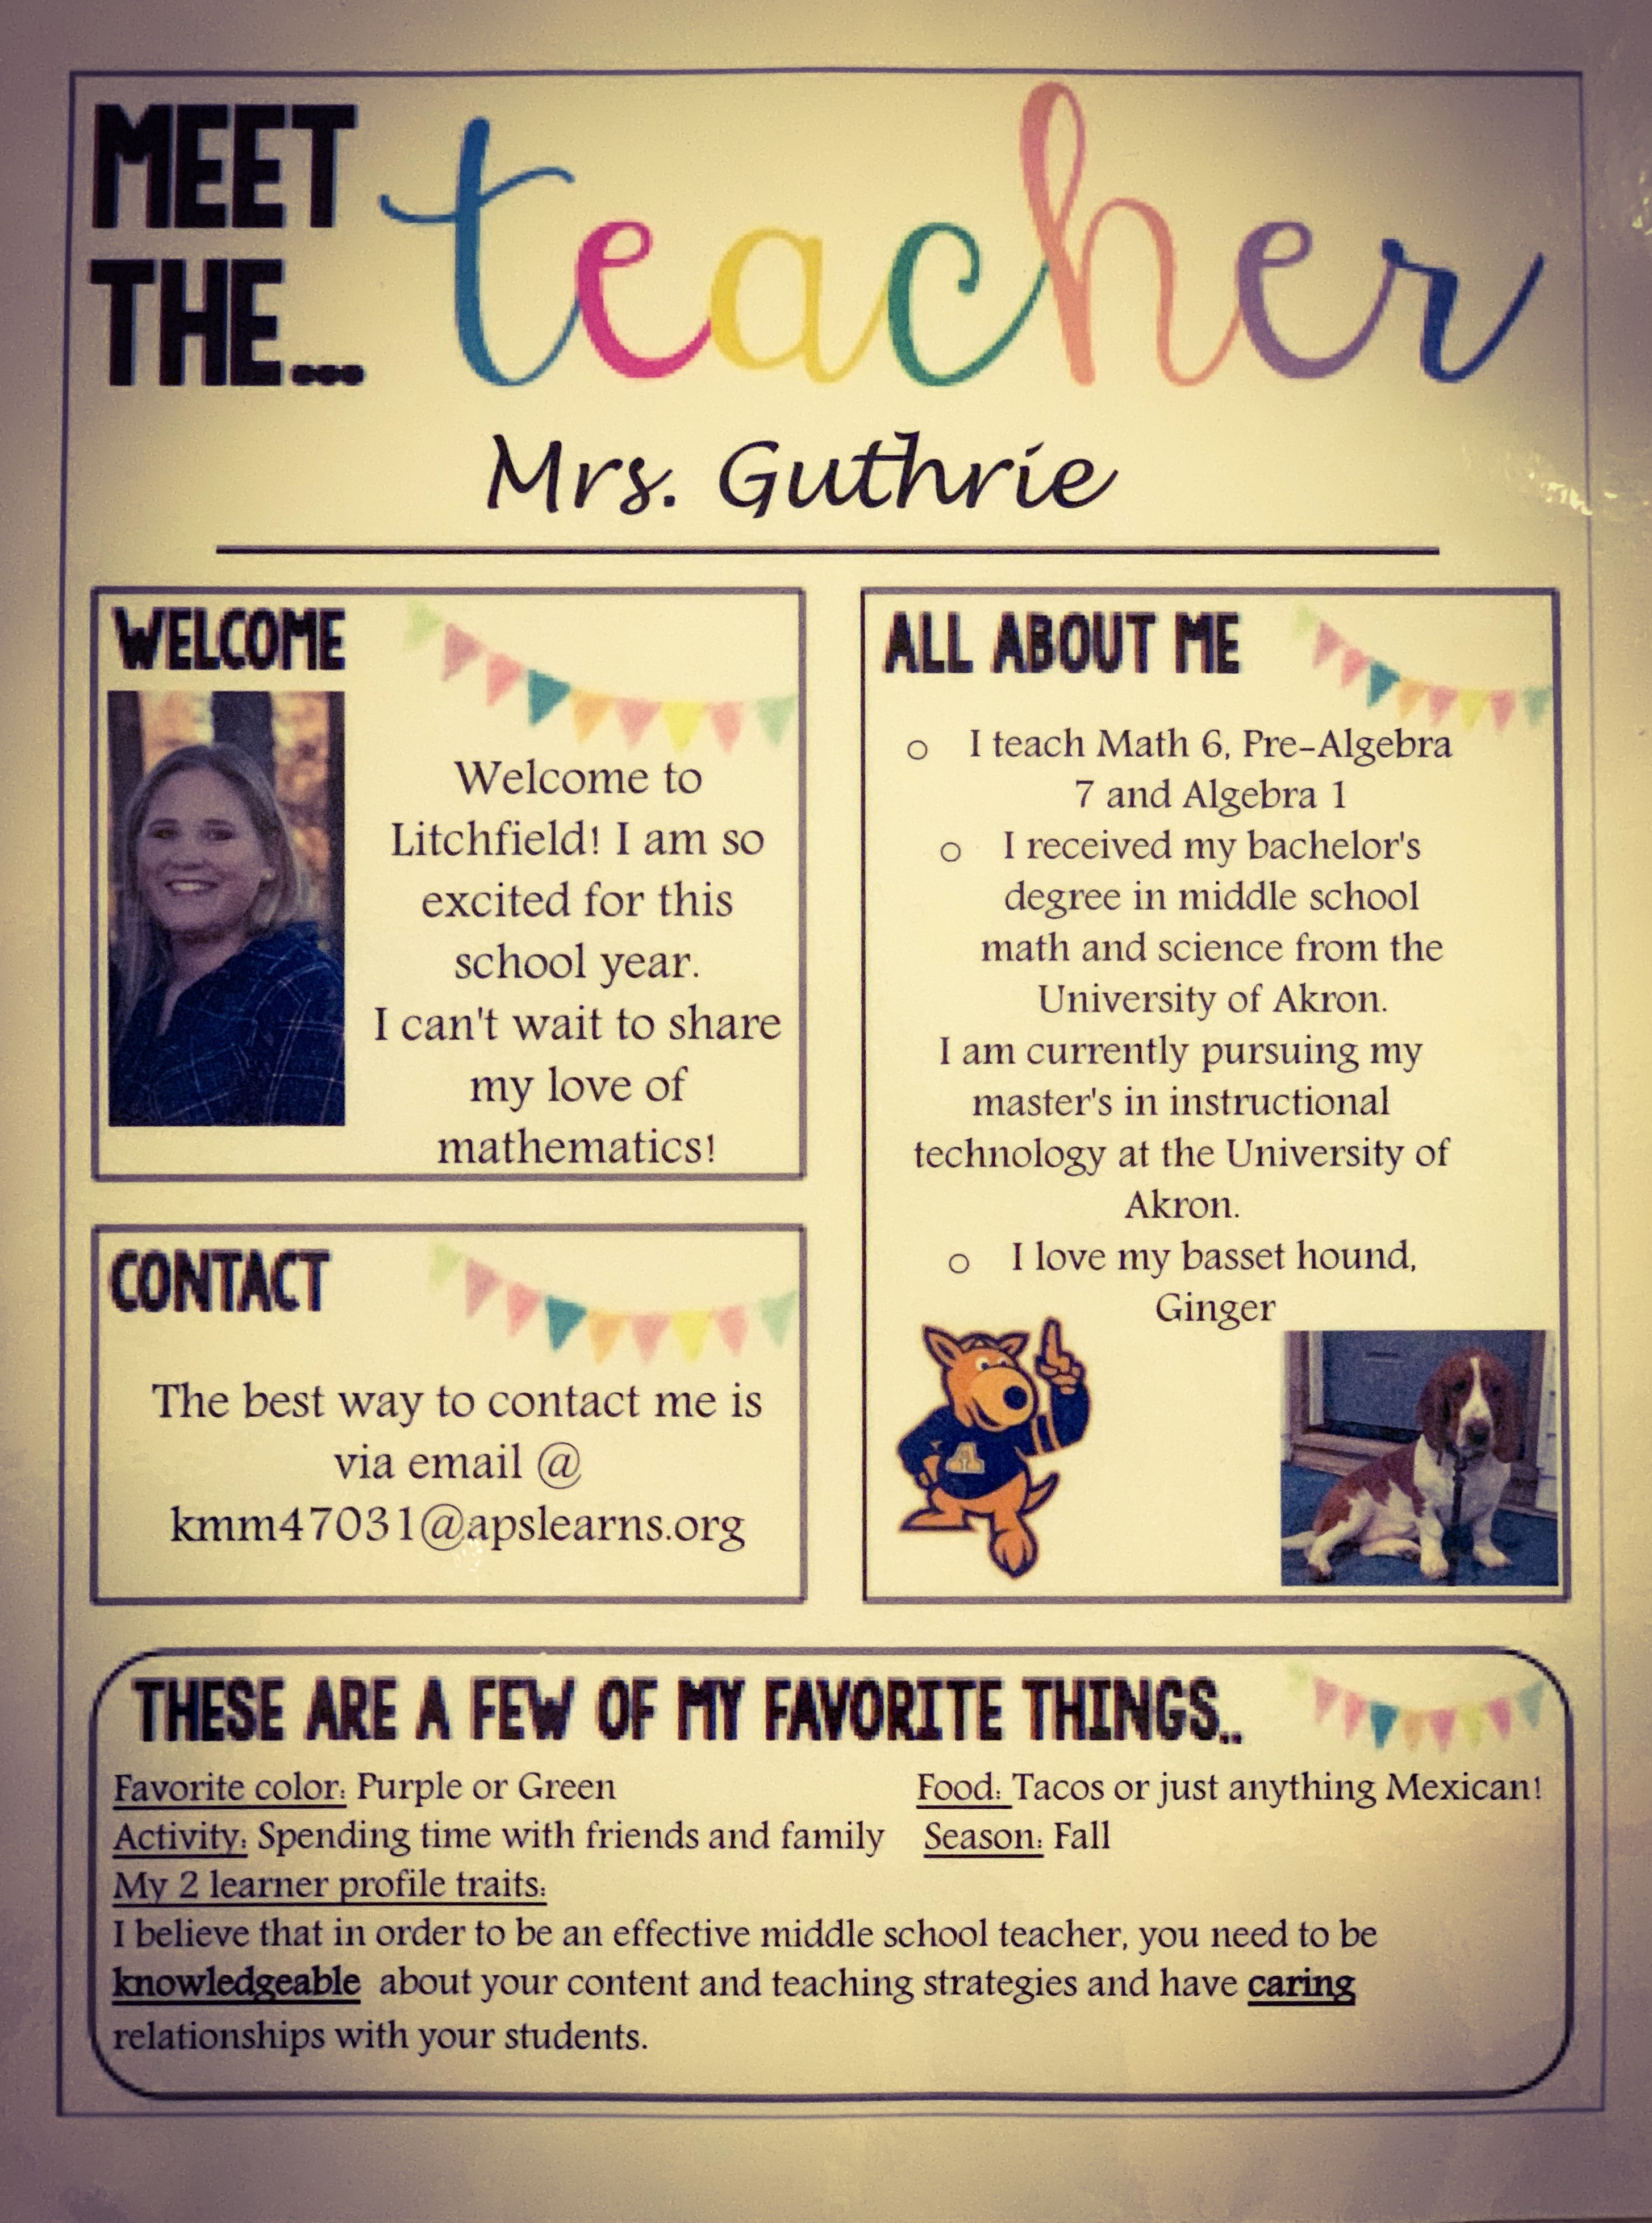 MEET
THE...
teacher
Mrs. Guthrie
WELCOME
Welcome to
Litchfield! I am so
excited for this
school year.
I can't wait to share
my love of
mathematics!
CONTACT
The best way to contact me is
via email @
kmm47031@apslearns.org
ALL ABOUT ME
I teach Math 6, Pre-Algebra
7 and Algebra 1
I received my bachelor's
degree in middle school
math and science from the
University of Akron.
I am currently pursuing my
master's in instructional
technology at the University of
Akron.
I love my basset hound,
Ginger
A
THESE ARE A FEW OF MY FAVORITE THINGS..
Favorite color: Purple or Green Food: Tacos or just anything Mexican!
Activity: Spending time with friends and family Season: Fall
My 2 learner profile traits:
I believe that in order to be an effective middle school teacher, you need to be
knowledgeable about your content and teaching strategies and have caring
relationships with your students.